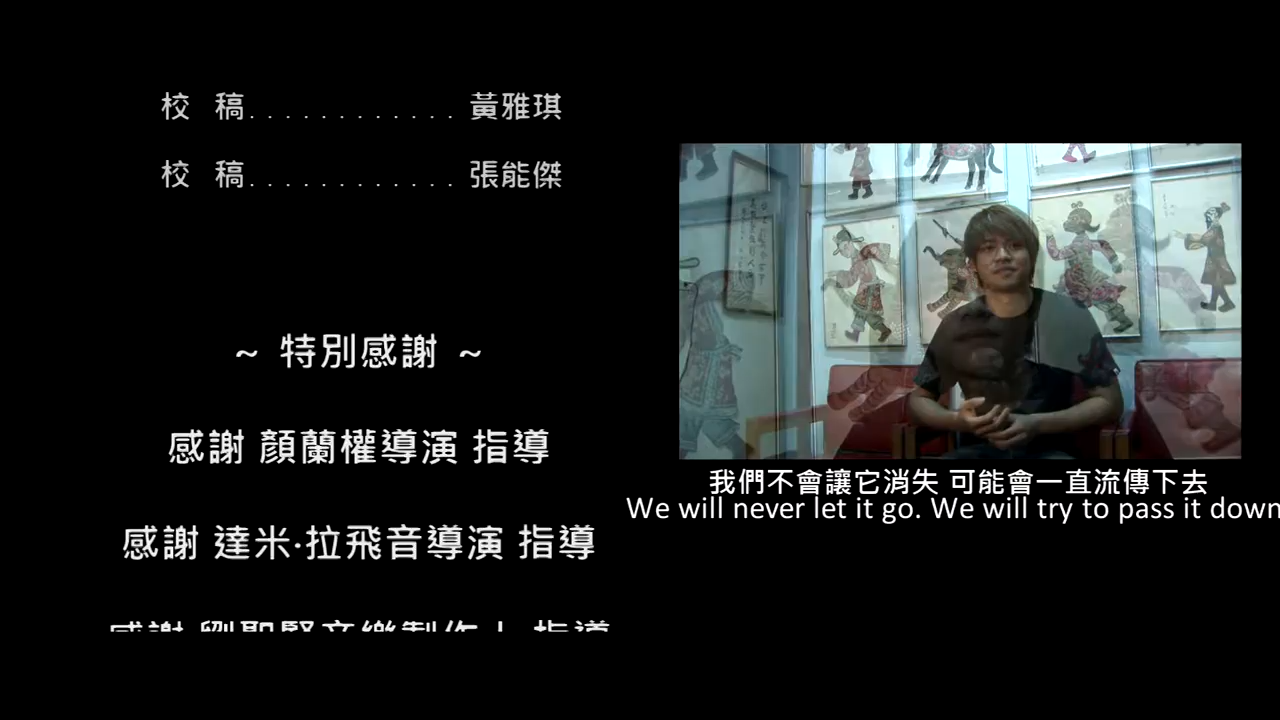 校 稿............ 黃雅琪
校 稿............ 張能傑
~ 特別感謝 ~
感謝 顏蘭權導演 指導
感謝 達米·拉飛音導演 指導
我們不會讓它消失 可能會一直流傳下去
We will never let it go. We will try to pass it down